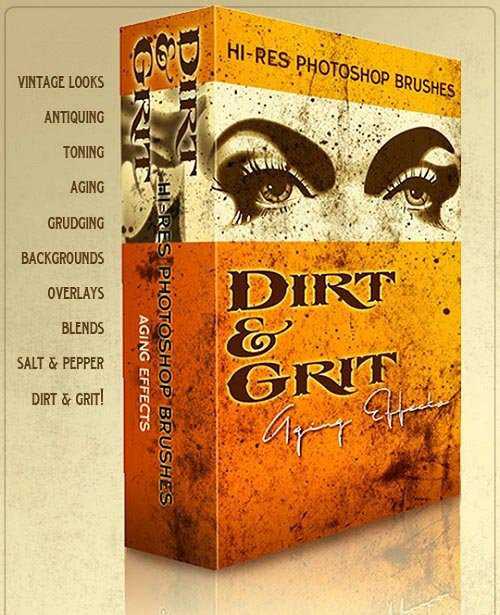 VINTAGE LOOKS
ANTIQUING
TONING
AGING
GRUDGING
BACKGROUNDS
OVERLAYS
BLENDS
SALT & PEPPER
DIRT & GRIT!
DIRT
& GRIT
HI-RES PHOTOSHOP BRUSHES
AGING EFFECTS
HI-RES PHOTOSHOP BRUSHES
DIRT
&
GRIT
Aging Effects